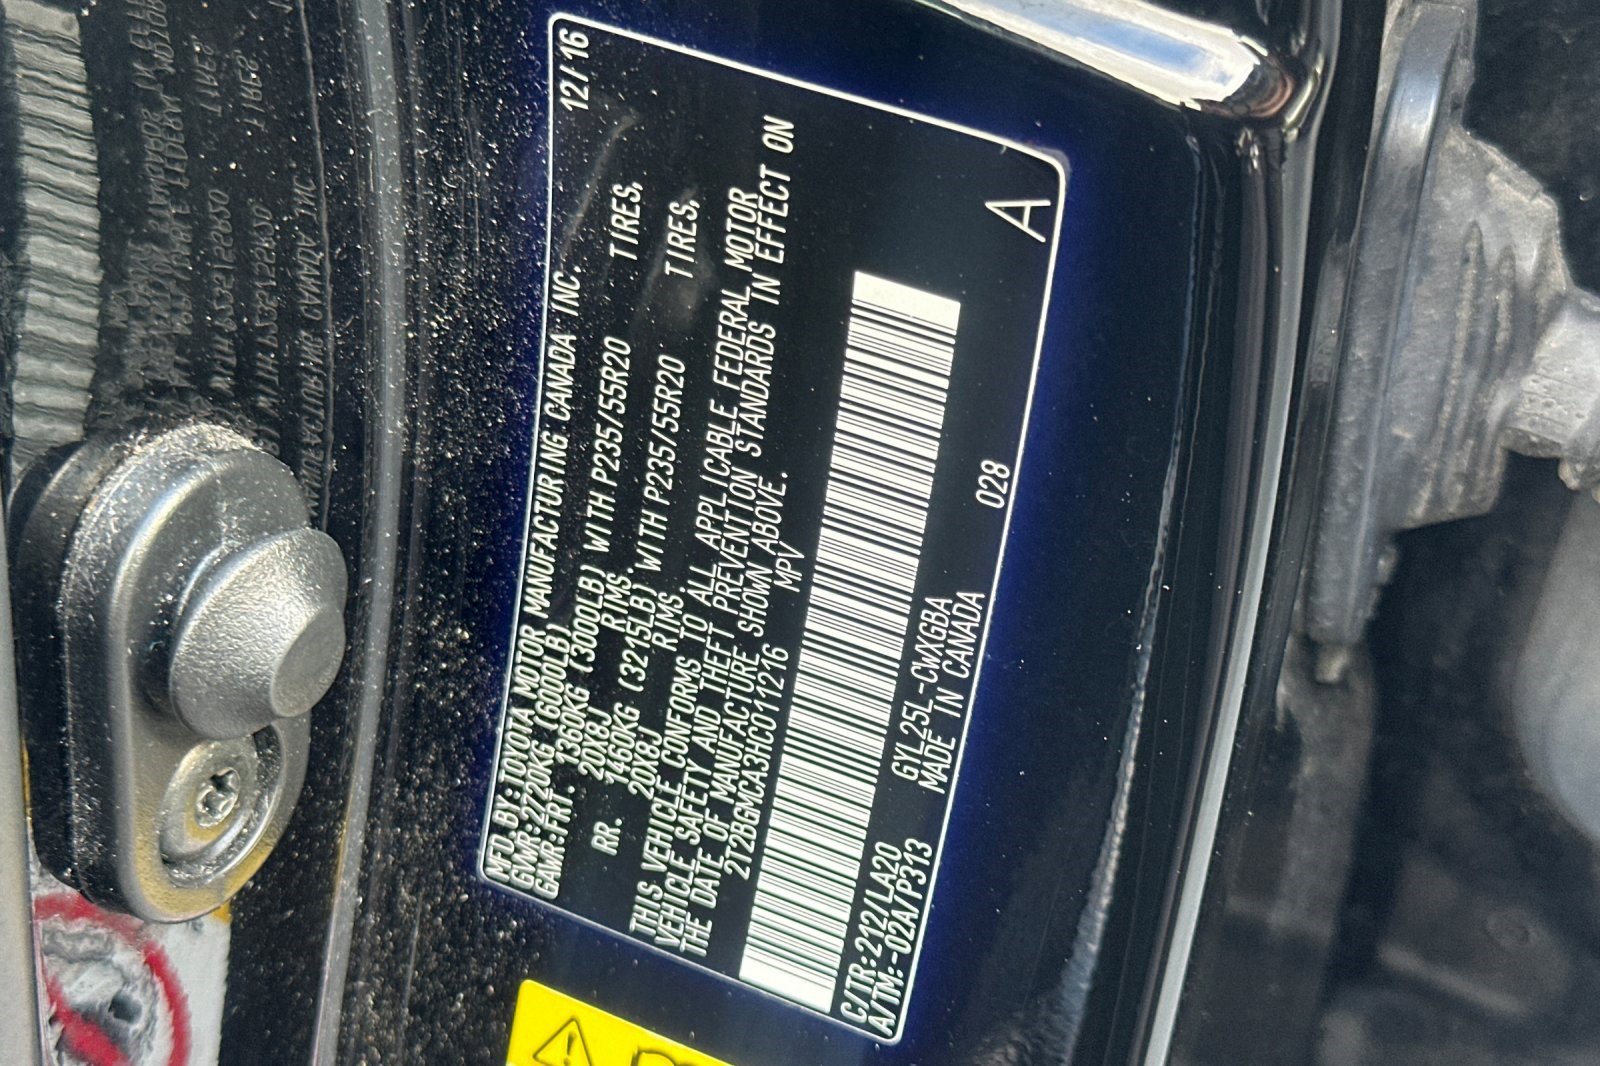 MFD. BY: TOYOTA MOTOR MANUFACTURING CANADA INC. 12/16
GVWR: 2720KG (6000LB)
GAWR: FRT. 1360KG (3000LB) WITH P235/55R20 TIRES,
20X8J RIMS.
RR. 1460KG (3215LB) WITH P235/55R20 TIRES,
20X8J RIMS.
THIS VEHICLE CONFORMS TO ALL APPLICABLE FEDERAL MOTOR
VEHICLE SAFETY AND THEFT PREVENTION STANDARDS IN EFFECT ON
THE DATE OF MANUFACTURE SHOWN ABOVE.
2T2BGMCA3HC011216 MPV
C/TR: 212/LA20 GYL25L-CWXGBA 028 A
A/TM: -02A/P313 MADE IN CANADA